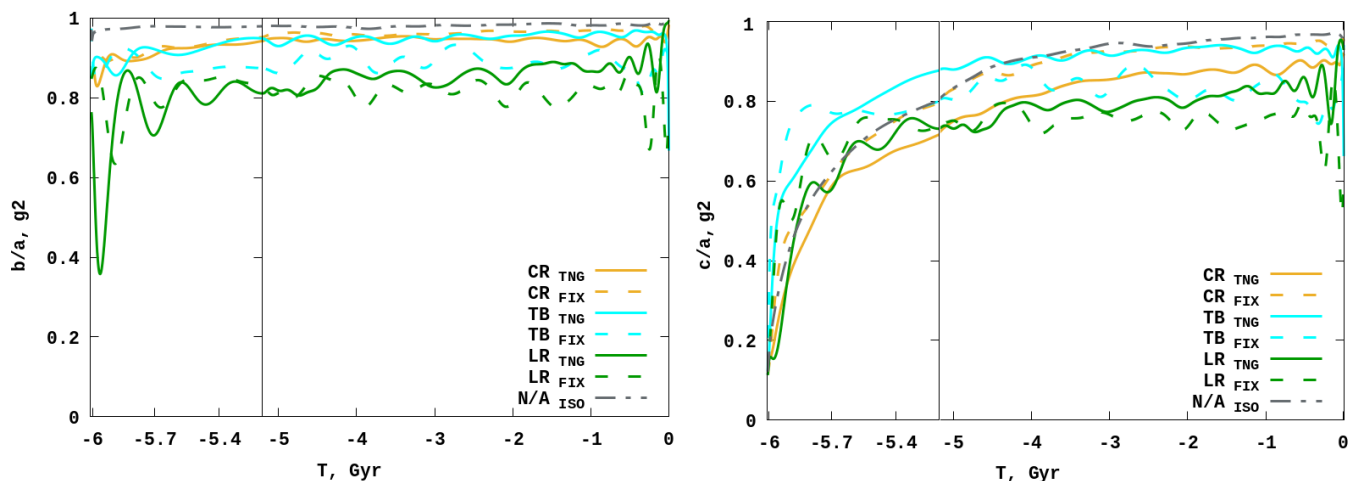 1
0.8
0.6
0.4
0.2
0
b/a, g2
CR TNG
CR FIX
TB TNG
TB FIX
LR TNG
LR FIX
N/A ISO
-6 -5.7 -5.4 -5 -4 -3 -2 -1 0
T, Gyr
1
0.8
0.6
0.4
0.2
0
c/a, g2
CR TNG
CR FIX
TB TNG
TB FIX
LR TNG
LR FIX
N/A ISO
-6 -5.7 -5.4 -5 -4 -3 -2 -1 0
T, Gyr